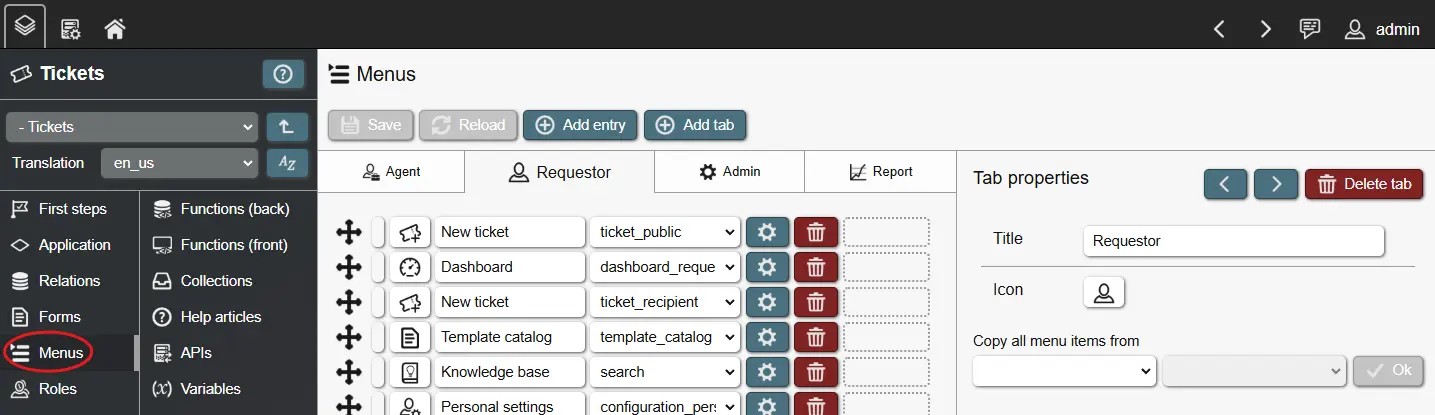 admin
Tickets
- Tickets
Translation en_us AZ
First steps Functions (back)
Application Functions (front)
Relations Collections
Forms Help articles
Menus APIs
Roles (x) Variables
Menus
Save Reload Add entry Add tab
Agent Requestor Admin Report
New ticket ticket_public
Dashboard dashboard_reque
New ticket ticket_recipient
Template catalog template_catalog
Knowledge base search
Personal settings configuration_pers
Tab properties Delete tab
Title Requestor
Icon
Copy all menu items from
Ok